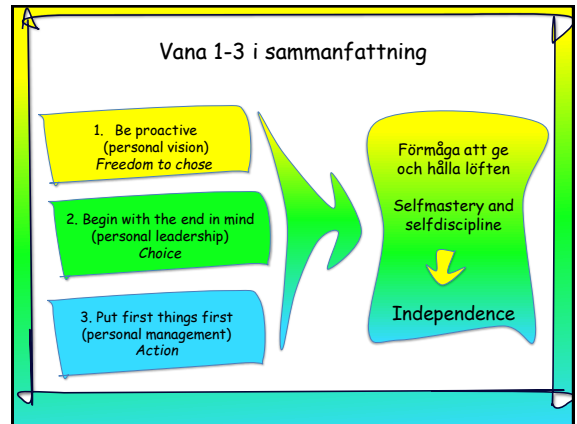 Vana 1-3 i sammanfattning
1. Be proactive
(personal vision)
Freedom to chose
2. Begin with the end in mind
(personal leadership)
Choice
3. Put first things first
(personal management)
Action
Förmåga att ge
och hålla löften
Selfmastery and
selfdiscipline
Independence